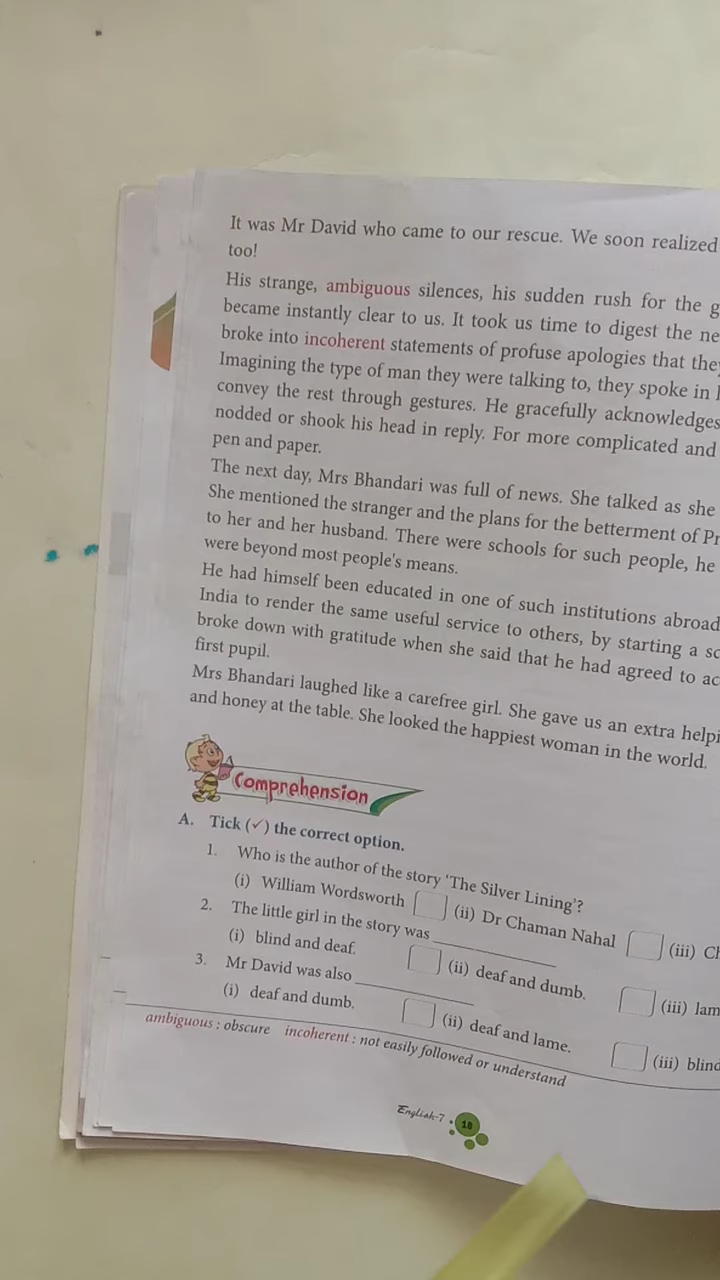 It was Mr David who came to our rescue. We soon realized
too!
His strange, ambiguous silences, his sudden rush for the g
became instantly clear to us. It took us time to digest the ne
broke into incoherent statements of profuse apologies that they
Imagining the type of man they were talking to, they spoke in
convey the rest through gestures. He gracefully acknowledges
nodded or shook his head in reply. For more complicated and
pen and paper.
The next day, Mrs Bhandari was full of news. She talked as she
She mentioned the stranger and the plans for the betterment of Pr
to her and her husband. There were schools for such people, he
were beyond most people's means.
He had himself been educated in one of such institutions abroad
India to render the same useful service to others, by starting a sc
broke down with gratitude when she said that he had agreed to ac
first pupil.
Mrs Bhandari laughed like a carefree girl. She gave us an extra helpi
and honey at the table. She looked the happiest woman in the world.
Comprehension
A. Tick (✓) the correct option.
1. Who is the author of the story 'The Silver Lining'?
(i) William Wordsworth (ii) Dr Chaman Nahal (iii) Ch
2. The little girl in the story was
(i) blind and deaf. (ii) deaf and dumb. (iii) lam
3. Mr David was also
(i) deaf and dumb. (ii) deaf and lame. (iii) blind
ambiguous : obscure incoherent : not easily followed or understand
English-7 18